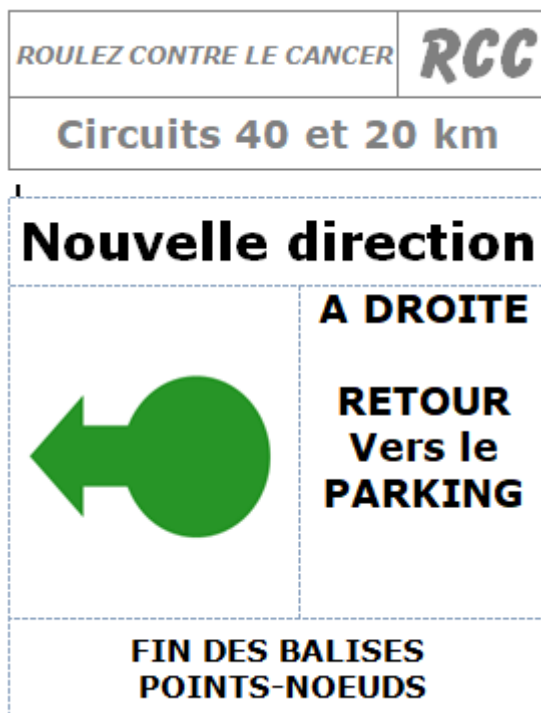 ROULEZ CONTRE LE CANCER
RCC
Circuits 40 et 20 km
Nouvelle direction
A DROITE
RETOUR
Vers le
PARKING
FIN DES BALISES
POINTS-NOEUDS